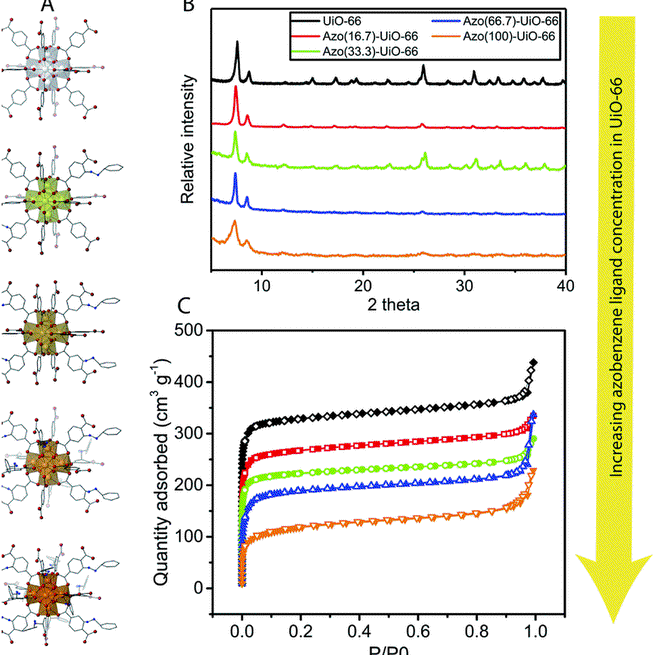 A
B
UiO-66
Azo(16.7)-UiO-66
Azo(33.3)-UiO-66
Azo(66.7)-UiO-66
Azo(100)-UiO-66
Relative intensity
10
20
30
40
2 theta
C
500
400
300
200
100
0
Quantity adsorbed (cm³ g⁻¹)
0.0
0.2
0.4
0.6
0.8
1.0
P/P0
Increasing azobenzene ligand concentration in UiO-66